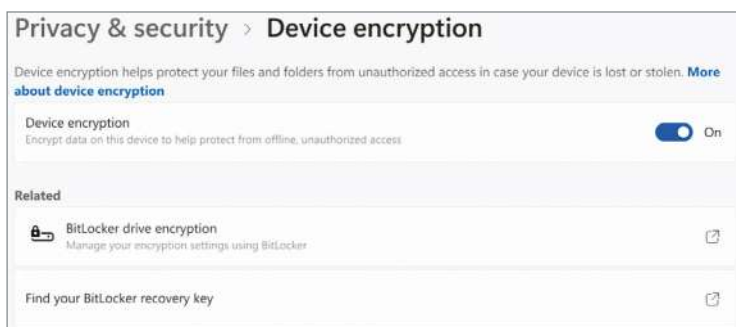 Privacy & security > Device encryption
Device encryption helps protect your files and folders from unauthorized access in case your device is lost or stolen. More
about device encryption
Device encryption
Encrypt data on this device to help protect from offline, unauthorized access
On
Related
BitLocker drive encryption
Manage your encryption settings using BitLocker
Find your BitLocker recovery key